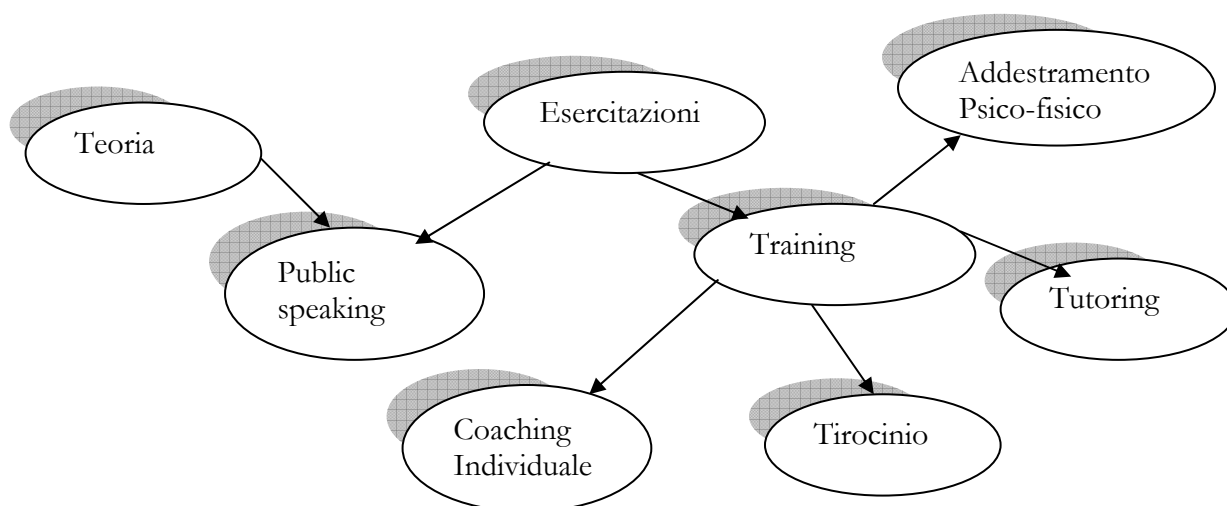 Addestramento
Psico-fisico
Esercitazioni
Teoria
Training
Public
speaking
Tutoring
Coaching
Individuale
Tirocinio